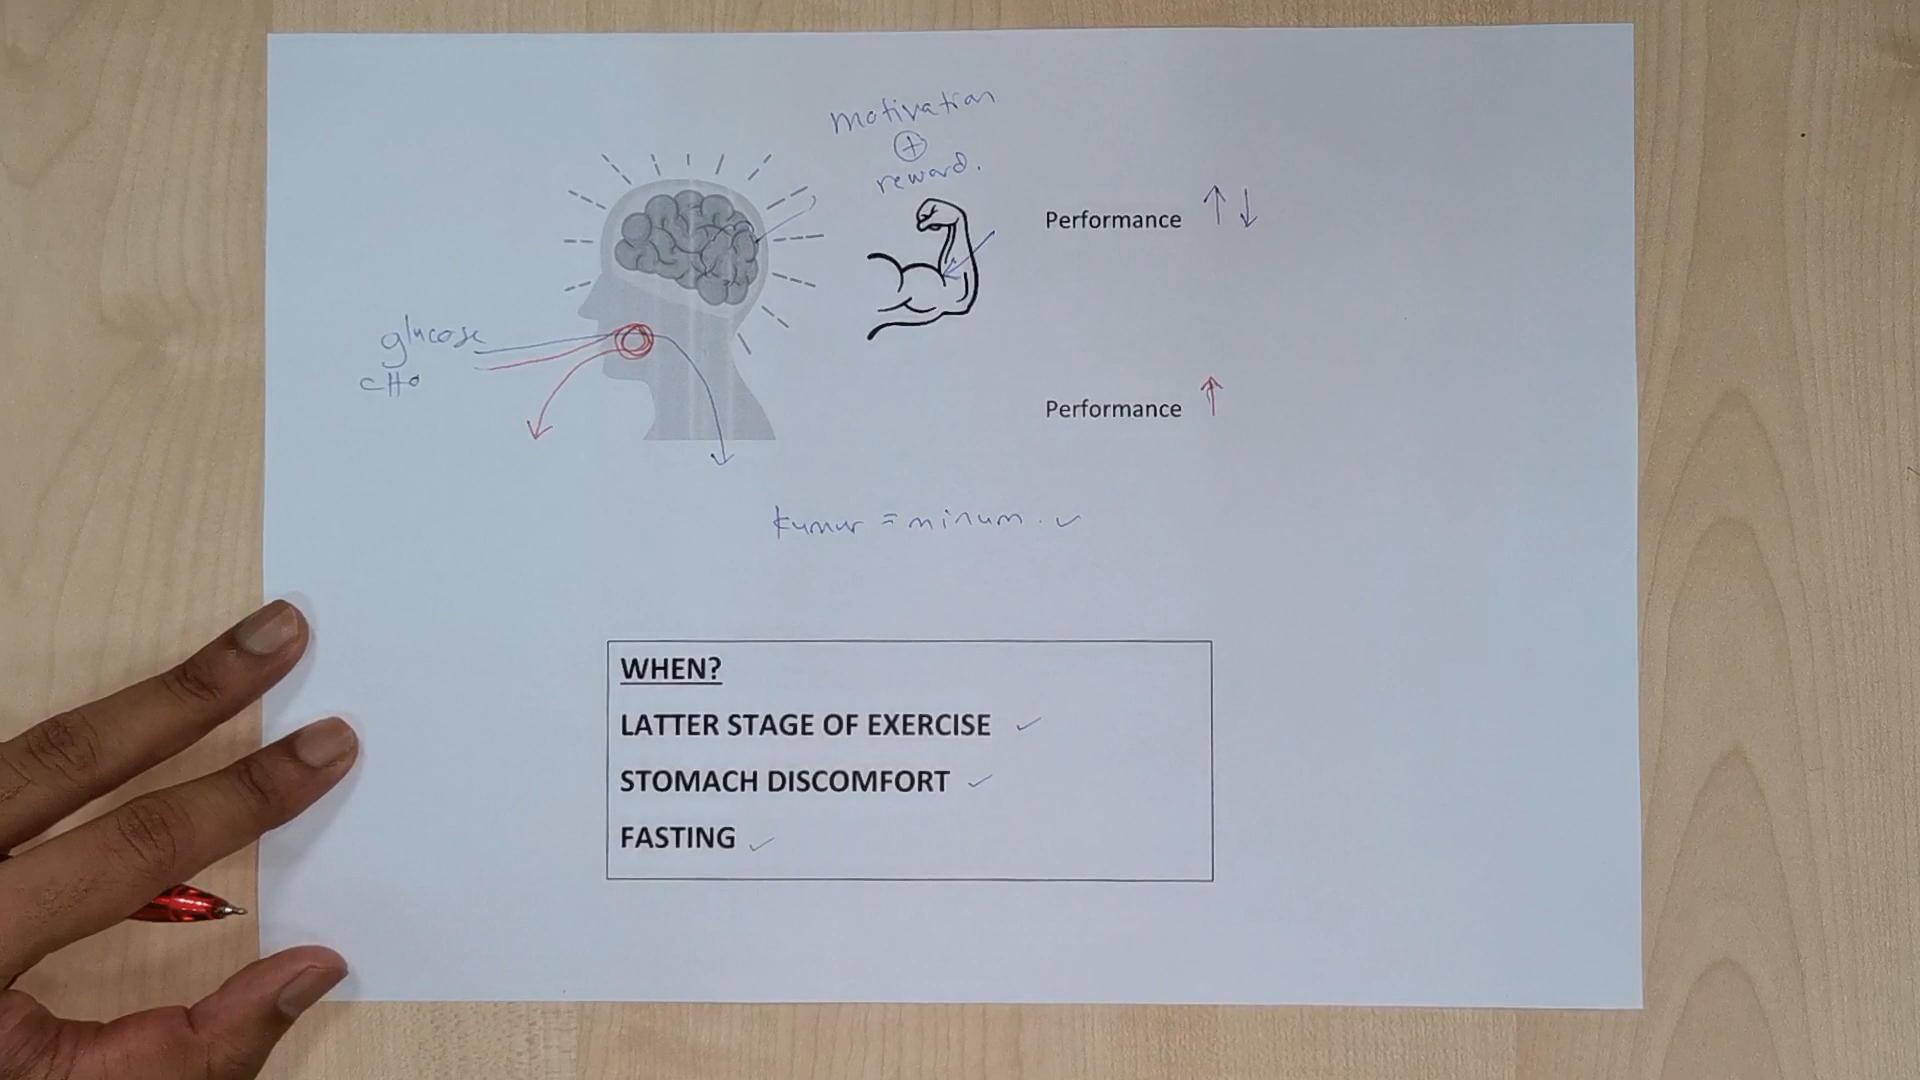 motivation
+
reward.
Performance ↑ ↓
glucose
CHO
Performance ↑
kumur = minum. ✓
WHEN?
LATTER STAGE OF EXERCISE ✓
STOMACH DISCOMFORT ✓
FASTING ✓